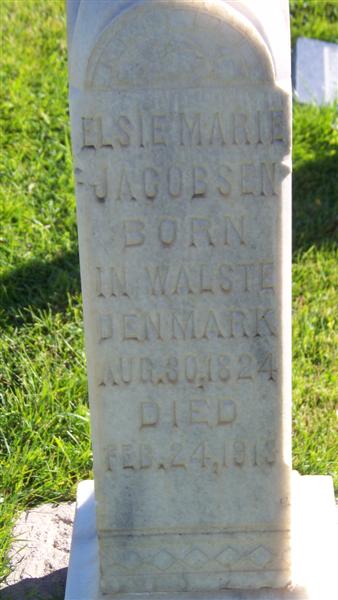 ELSIE MARIE
JACOBSEN
BORN
IN WALSTE
DENMARK
AUG. 30, 1824
DIED
FEB. 24, 1913